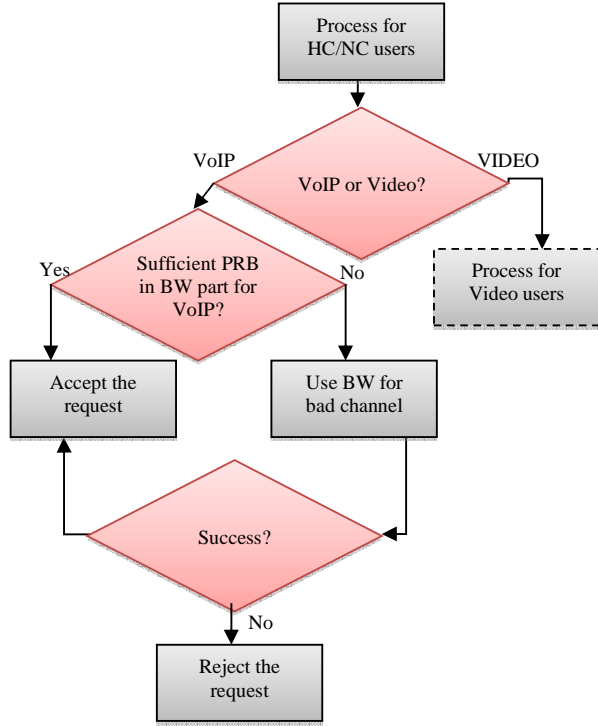 Process for
HC/NC users
VoIP
VIDEO
VoIP or Video?
Yes
Sufficient PRB
in BW part for
VoIP?
No
Process for
Video users
Accept the
request
Use BW for
bad channel
Success?
No
Reject the
request